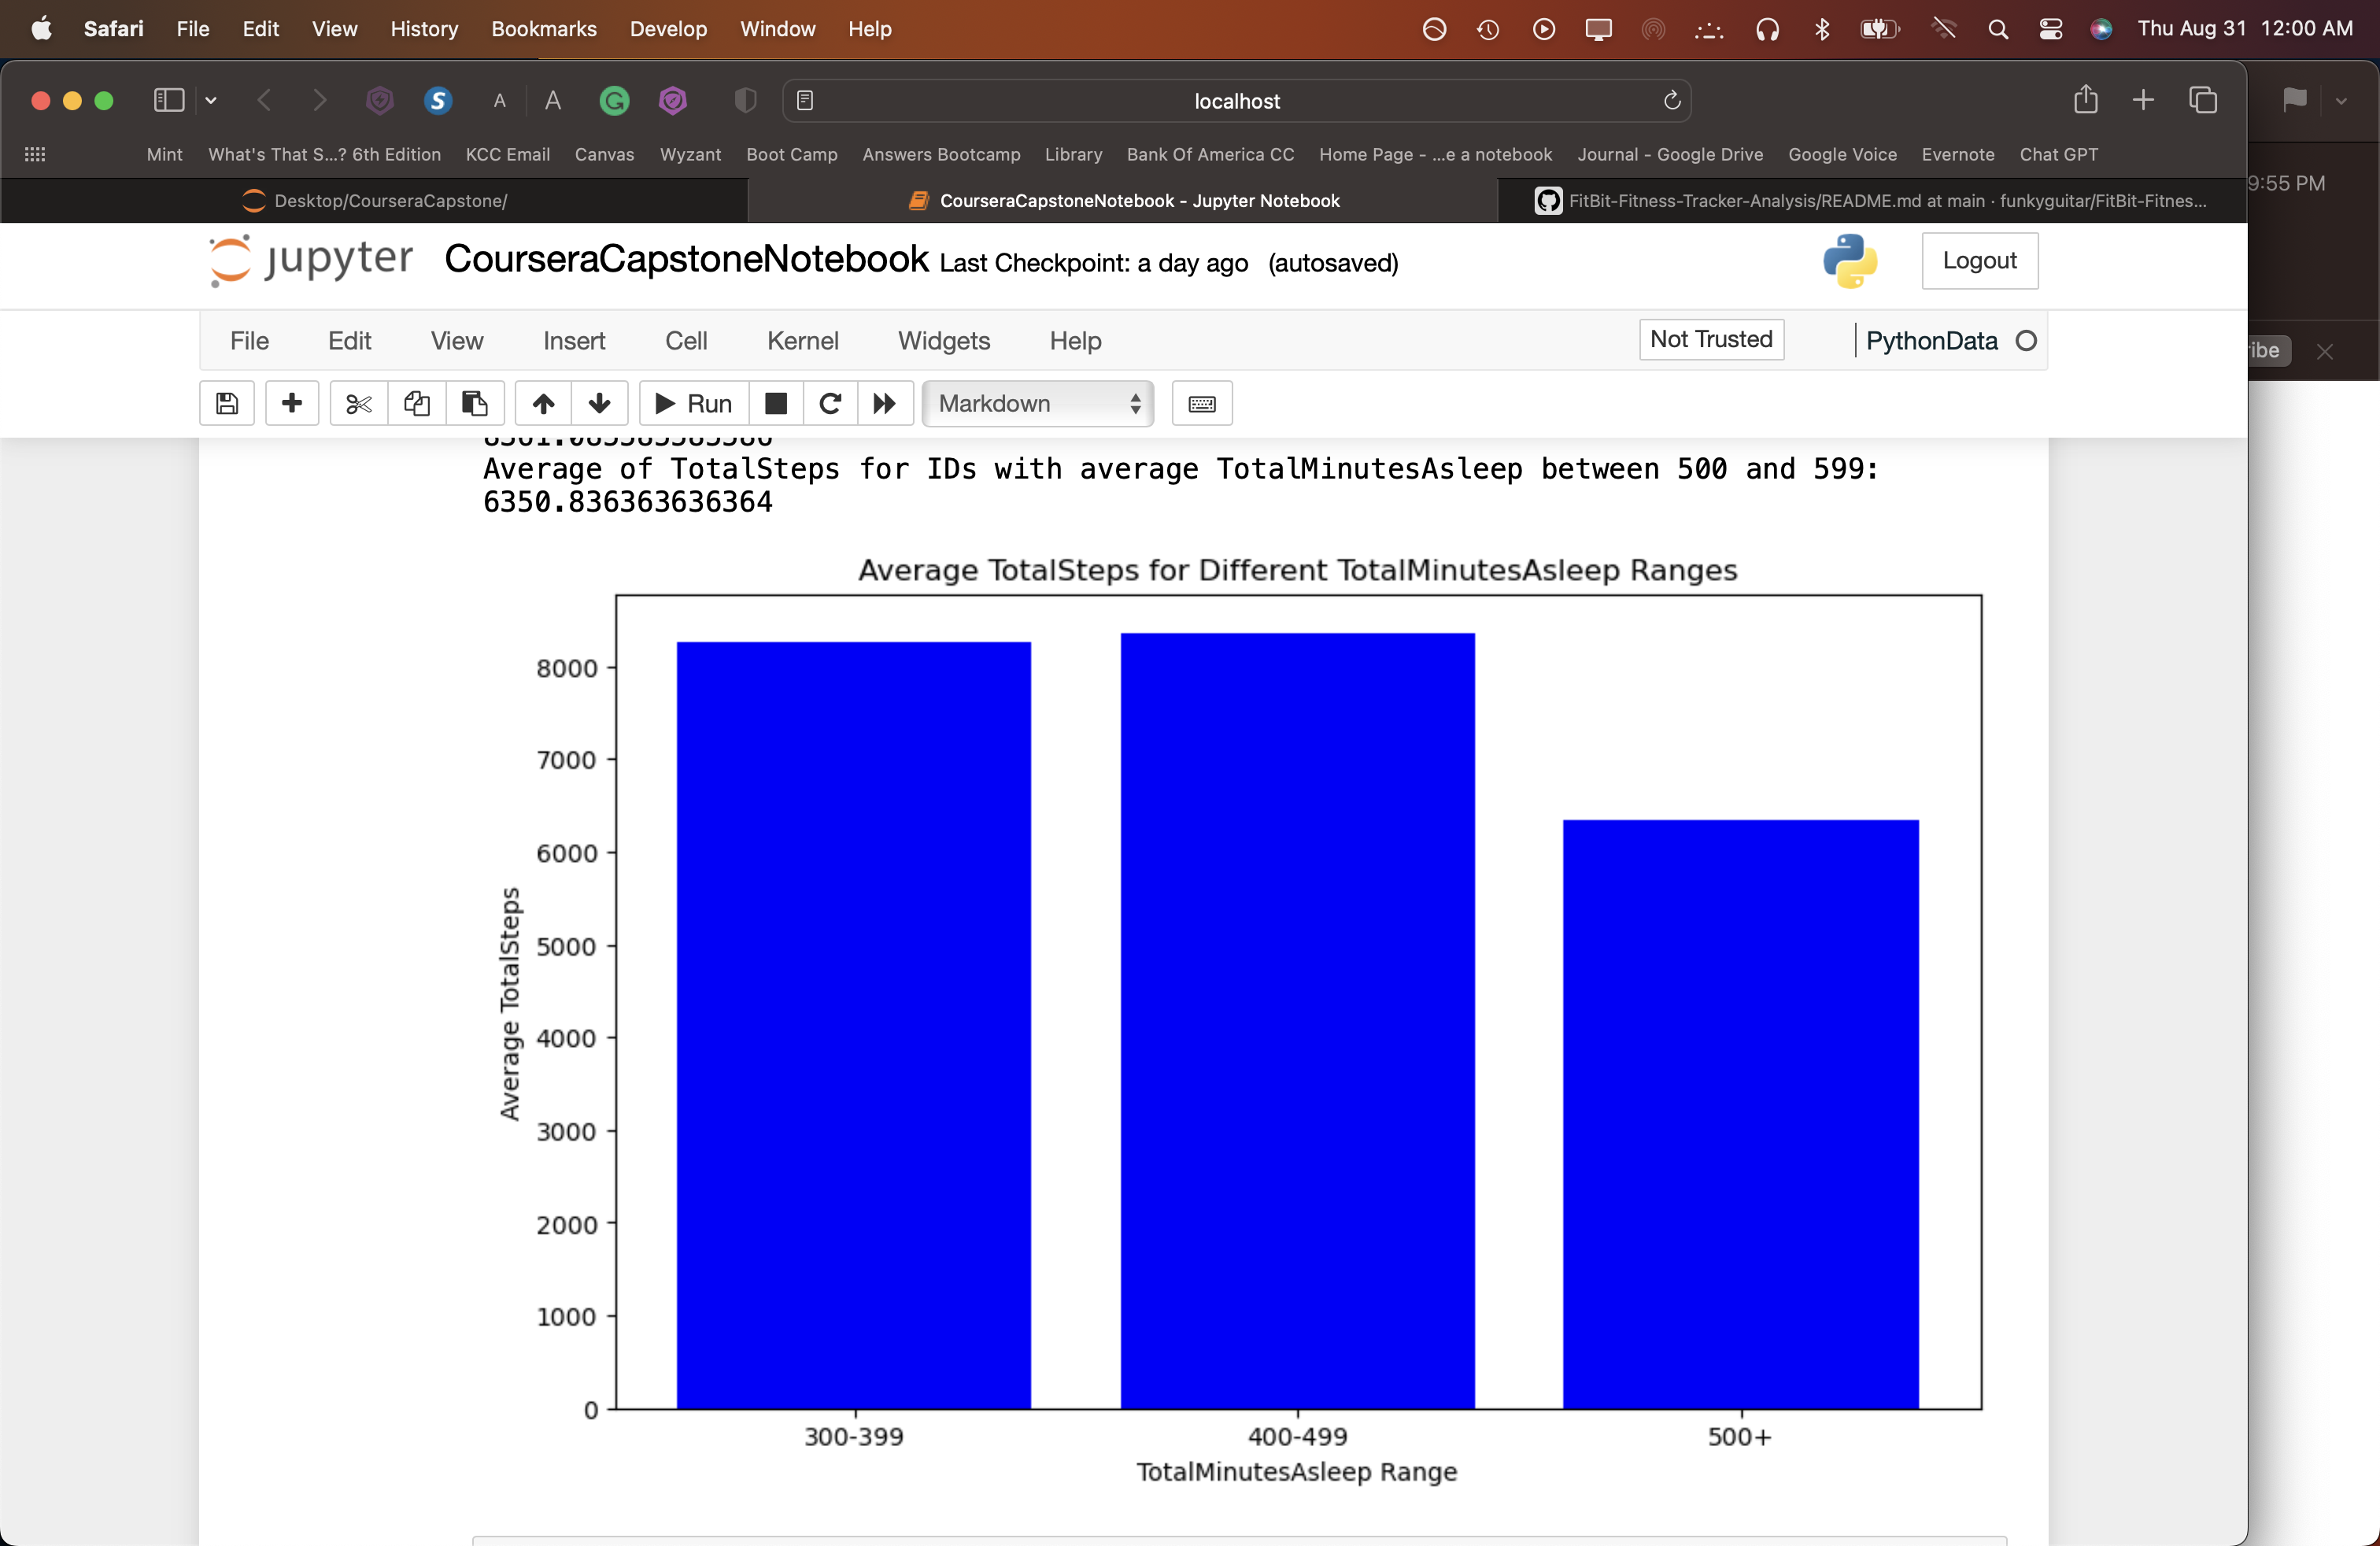 Safari File Edit View History Bookmarks Develop Window Help Thu Aug 31 12:00 AM
A A localhost
Mint What's That S...? 6th Edition KCC Email Canvas Wyzant Boot Camp Answers Bootcamp Library Bank Of America CC Home Page - ...e a notebook Journal - Google Drive Google Voice Evernote Chat GPT
Desktop/CourseraCapstone/ CourseraCapstoneNotebook - Jupyter Notebook FitBit-Fitness-Tracker-Analysis/README.md at main · funkyguitar/FitBit-Fitnes...
9:55 PM
jupyter CourseraCapstoneNotebook Last Checkpoint: a day ago (autosaved) Logout
File Edit View Insert Cell Kernel Widgets Help Not Trusted PythonData
ribe
Run Markdown
Average of TotalSteps for IDs with average TotalMinutesAsleep between 500 and 599:
6350.836363636364
Average TotalSteps for Different TotalMinutesAsleep Ranges
8000
7000
6000
5000
4000
3000
2000
1000
0
Average TotalSteps
300-399 400-499 500+
TotalMinutesAsleep Range